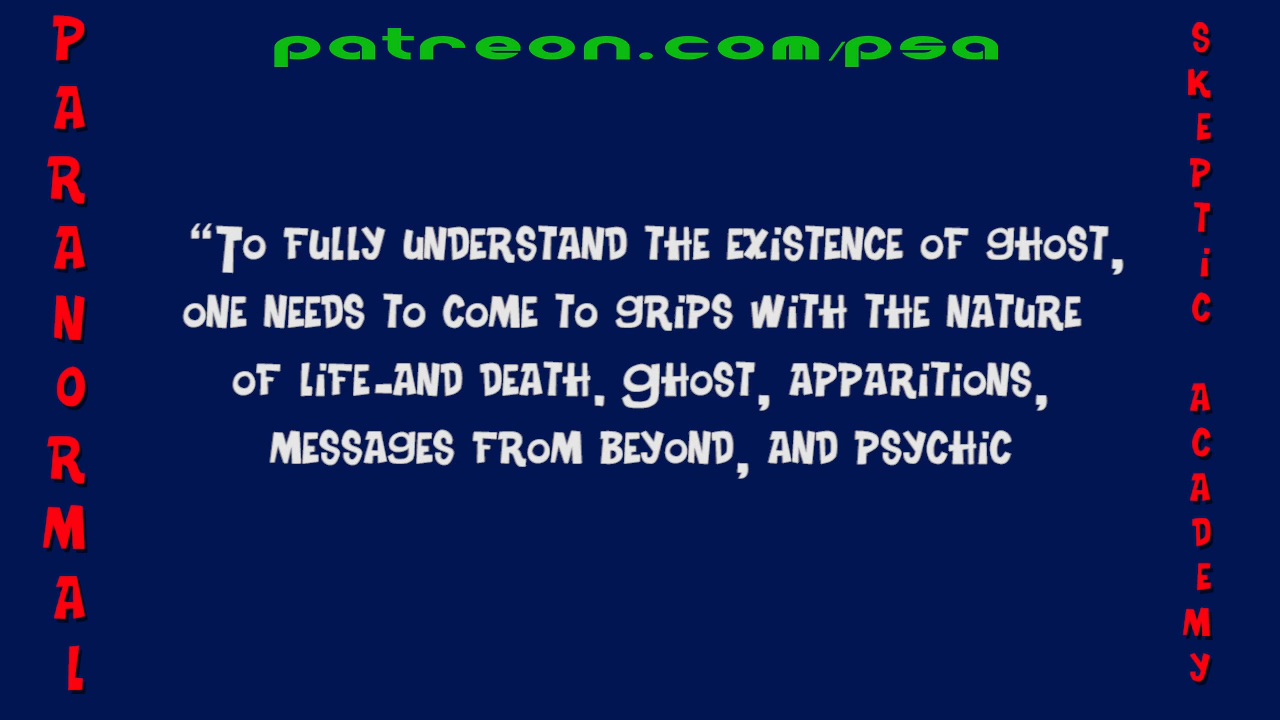 patreon.com/psa
PARANORMAL
"To fully understand the existence of ghost,
one needs to come to grips with the nature
of life-and death. Ghost, apparitions,
messages from beyond, and psychic
SKEPTIC ACADEMY